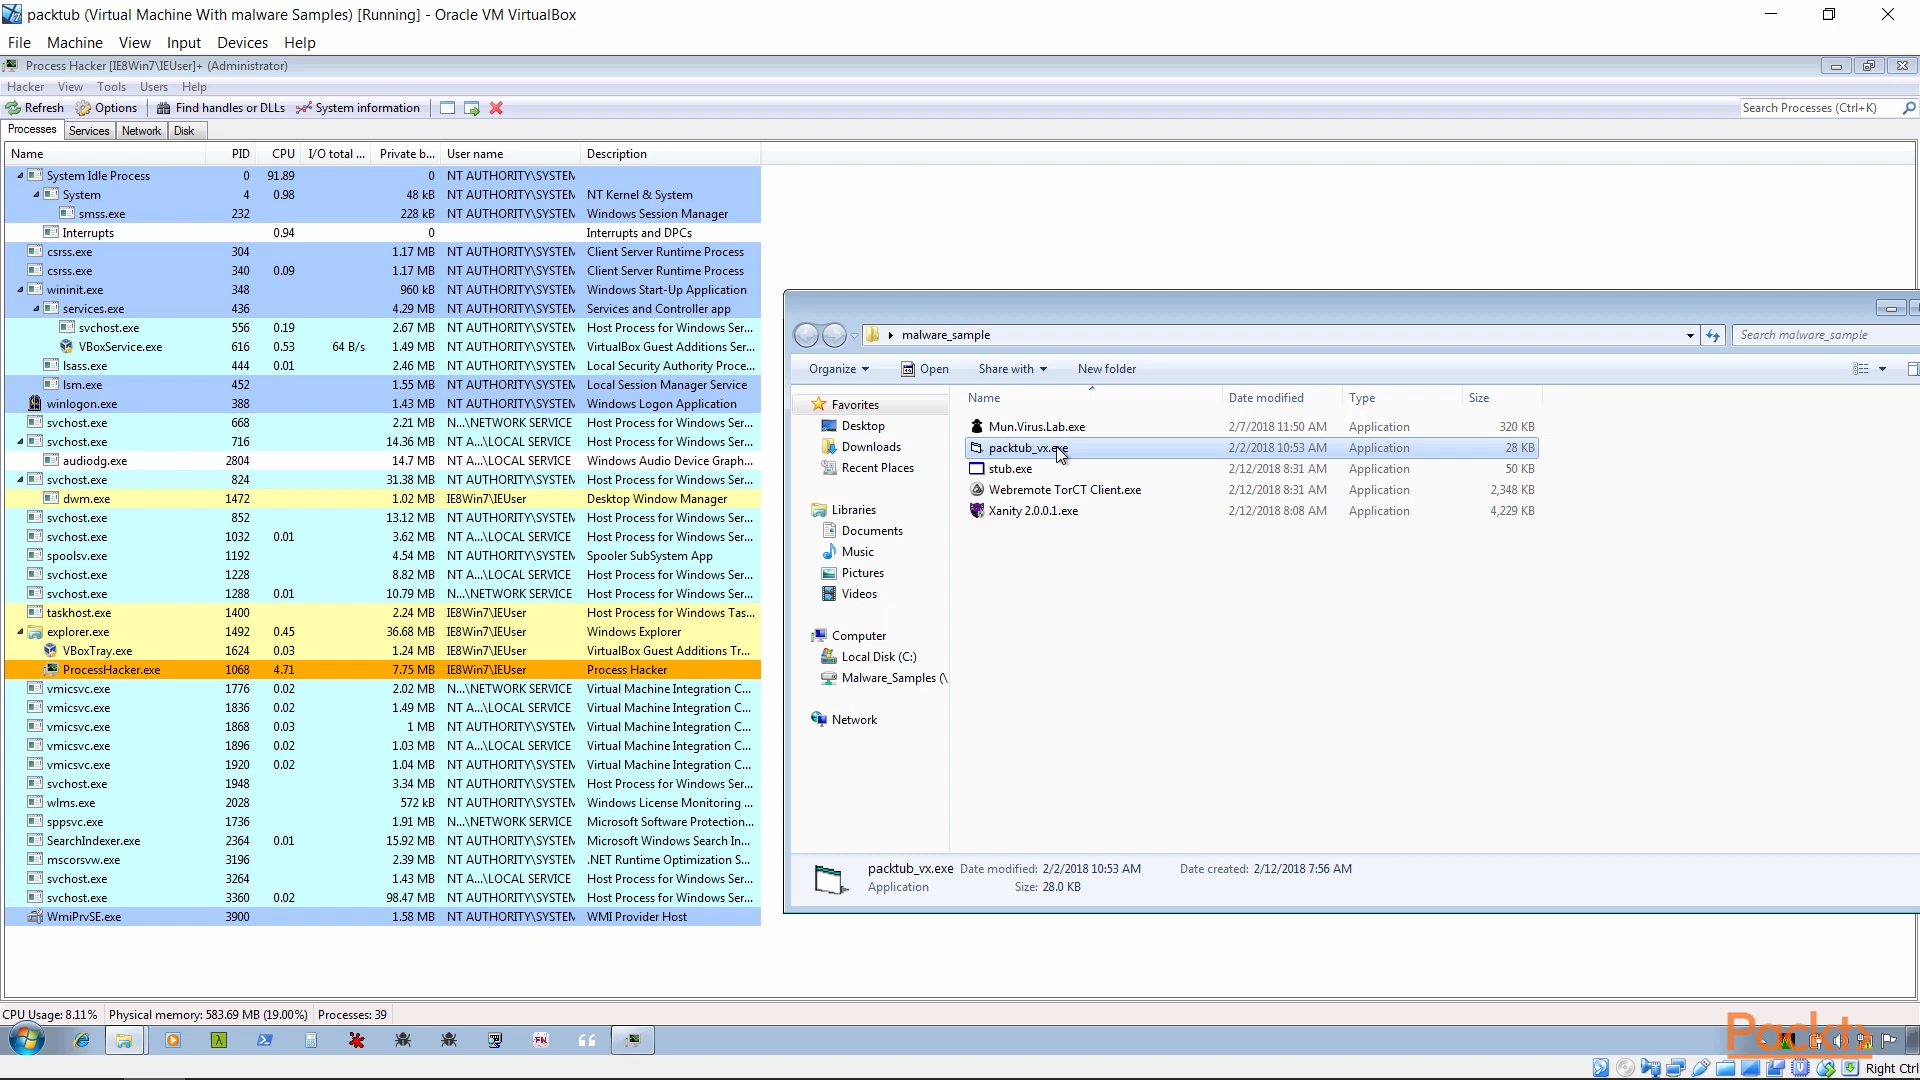 packtub (Virtual Machine With malware Samples) [Running] - Oracle VM VirtualBox
File Machine View Input Devices Help
Process Hacker [IE8Win7\IEUser]+ (Administrator)
Hacker View Tools Users Help
Refresh Options Find handles or DLLs System information Search Processes (Ctrl+K)
Processes Services Network Disk
Name PID CPU I/O total ... Private b... User name Description
System Idle Process 0 91.89 0 NT AUTHORITY\SYSTEM
System 4 0.98 48 kB NT AUTHORITY\SYSTEM NT Kernel & System
smss.exe 232 228 kB NT AUTHORITY\SYSTEM Windows Session Manager
Interrupts 0.94 0 Interrupts and DPCs
csrss.exe 304 1.17 MB NT AUTHORITY\SYSTEM Client Server Runtime Process
csrss.exe 340 0.09 1.17 MB NT AUTHORITY\SYSTEM Client Server Runtime Process
wininit.exe 348 960 kB NT AUTHORITY\SYSTEM Windows Start-Up Application
services.exe 436 4.29 MB NT AUTHORITY\SYSTEM Services and Controller app
svchost.exe 556 0.19 2.67 MB NT AUTHORITY\SYSTEM Host Process for Windows Ser...
VBoxService.exe 616 0.53 64 B/s 1.49 MB NT AUTHORITY\SYSTEM VirtualBox Guest Additions Ser...
lsass.exe 444 0.01 2.46 MB NT AUTHORITY\SYSTEM Local Security Authority Proce...
lsm.exe 452 1.55 MB NT AUTHORITY\SYSTEM Local Session Manager Service
winlogon.exe 388 1.43 MB NT AUTHORITY\SYSTEM Windows Logon Application
svchost.exe 668 2.21 MB N...\NETWORK SERVICE Host Process for Windows Ser...
svchost.exe 716 14.36 MB NT A...\LOCAL SERVICE Host Process for Windows Ser...
audiodg.exe 2804 14.7 MB NT A...\LOCAL SERVICE Windows Audio Device Graph...
svchost.exe 824 31.38 MB NT AUTHORITY\SYSTEM Host Process for Windows Ser...
dwm.exe 1472 1.02 MB IE8Win7\IEUser Desktop Window Manager
svchost.exe 852 13.12 MB NT AUTHORITY\SYSTEM Host Process for Windows Ser...
svchost.exe 1032 0.01 3.62 MB NT A...\LOCAL SERVICE Host Process for Windows Ser...
spoolsv.exe 1192 4.54 MB NT AUTHORITY\SYSTEM Spooler SubSystem App
svchost.exe 1228 8.82 MB NT A...\LOCAL SERVICE Host Process for Windows Ser...
svchost.exe 1288 0.01 10.79 MB N...\NETWORK SERVICE Host Process for Windows Ser...
taskhost.exe 1400 2.24 MB IE8Win7\IEUser Host Process for Windows Tas...
explorer.exe 1492 0.45 36.68 MB IE8Win7\IEUser Windows Explorer
VBoxTray.exe 1624 0.03 1.24 MB IE8Win7\IEUser VirtualBox Guest Additions Tr...
ProcessHacker.exe 1068 4.71 7.75 MB IE8Win7\IEUser Process Hacker
vmicsvc.exe 1776 0.02 2.02 MB N...\NETWORK SERVICE Virtual Machine Integration C...
vmicsvc.exe 1836 0.02 1.49 MB NT A...\LOCAL SERVICE Virtual Machine Integration C...
vmicsvc.exe 1868 0.03 1 MB NT AUTHORITY\SYSTEM Virtual Machine Integration C...
vmicsvc.exe 1896 0.02 1.03 MB NT A...\LOCAL SERVICE Virtual Machine Integration C...
vmicsvc.exe 1920 0.02 1.04 MB NT AUTHORITY\SYSTEM Virtual Machine Integration C...
svchost.exe 1948 3.34 MB NT AUTHORITY\SYSTEM Host Process for Windows Ser...
wlms.exe 2028 572 kB NT AUTHORITY\SYSTEM Windows License Monitoring ...
sppsvc.exe 1736 1.91 MB N...\NETWORK SERVICE Microsoft Software Protection...
SearchIndexer.exe 2364 0.01 15.92 MB NT AUTHORITY\SYSTEM Microsoft Windows Search In...
mscorsvw.exe 3196 2.39 MB NT AUTHORITY\SYSTEM .NET Runtime Optimization S...
svchost.exe 3264 1.43 MB NT A...\LOCAL SERVICE Host Process for Windows Ser...
svchost.exe 3360 0.02 98.47 MB NT AUTHORITY\SYSTEM Host Process for Windows Ser...
WmiPrvSE.exe 3900 1.58 MB NT AUTHORITY\SYSTEM WMI Provider Host
malware_sample Search malware_sample
Organize Open Share with New folder
Name Date modified Type Size
Favorites
Desktop
Downloads
Recent Places
Libraries
Documents
Music
Pictures
Videos
Computer
Local Disk (C:)
Malware_Samples (\
Network
Mun.Virus.Lab.exe 2/7/2018 11:50 AM Application 320 KB
packtub_vx.exe 2/2/2018 10:53 AM Application 28 KB
stub.exe 2/12/2018 8:31 AM Application 50 KB
Webremote TorCT Client.exe 2/12/2018 8:31 AM Application 2,348 KB
Xanity 2.0.0.1.exe 2/12/2018 8:08 AM Application 4,229 KB
packtub_vx.exe Date modified: 2/2/2018 10:53 AM Date created: 2/12/2018 7:56 AM
Application Size: 28.0 KB
CPU Usage: 8.11% Physical memory: 583.69 MB (19.00%) Processes: 39
Packt
Right Ctrl